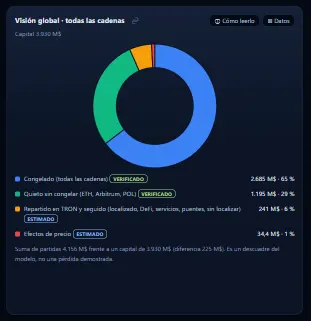 Visión global · todas las cadenas
Cómo leerlo
Datos
Capital 3.930 M$
Congelado (todas las cadenas) VERIFICADO 2.685 M$ · 65 %
Quieto sin congelar (ETH, Arbitrum, POL) VERIFICADO 1.195 M$ · 29 %
Repartido en TRON y seguido (localizado, DeFi, servicios, puentes, sin localizar) 241 M$ · 6 %
ESTIMADO
Efectos de precio ESTIMADO 34,4 M$ · 1 %
Suma de partidas 4.156 M$ frente a un capital de 3.930 M$ (diferencia 225 M$). Es un descuadre del
modelo, no una pérdida demostrada.